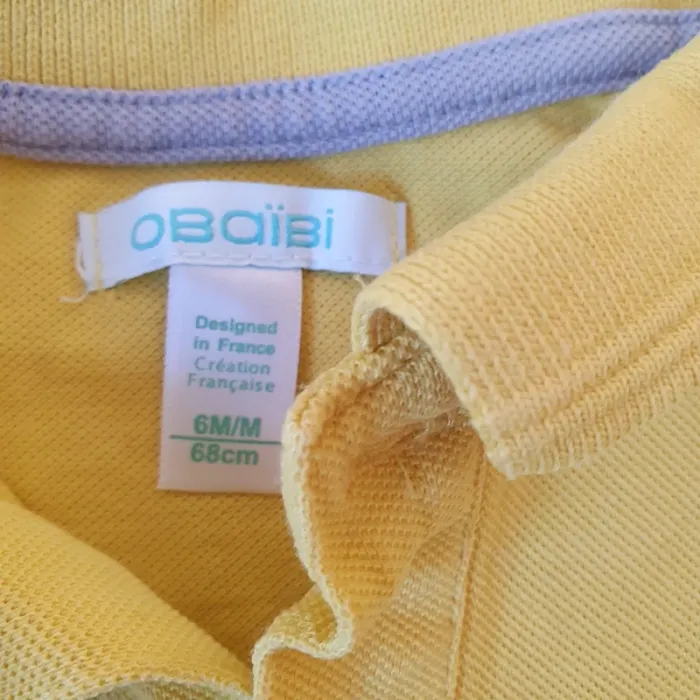 OBaïBi
Designed
in France
Création
Française
6M/M
68cm